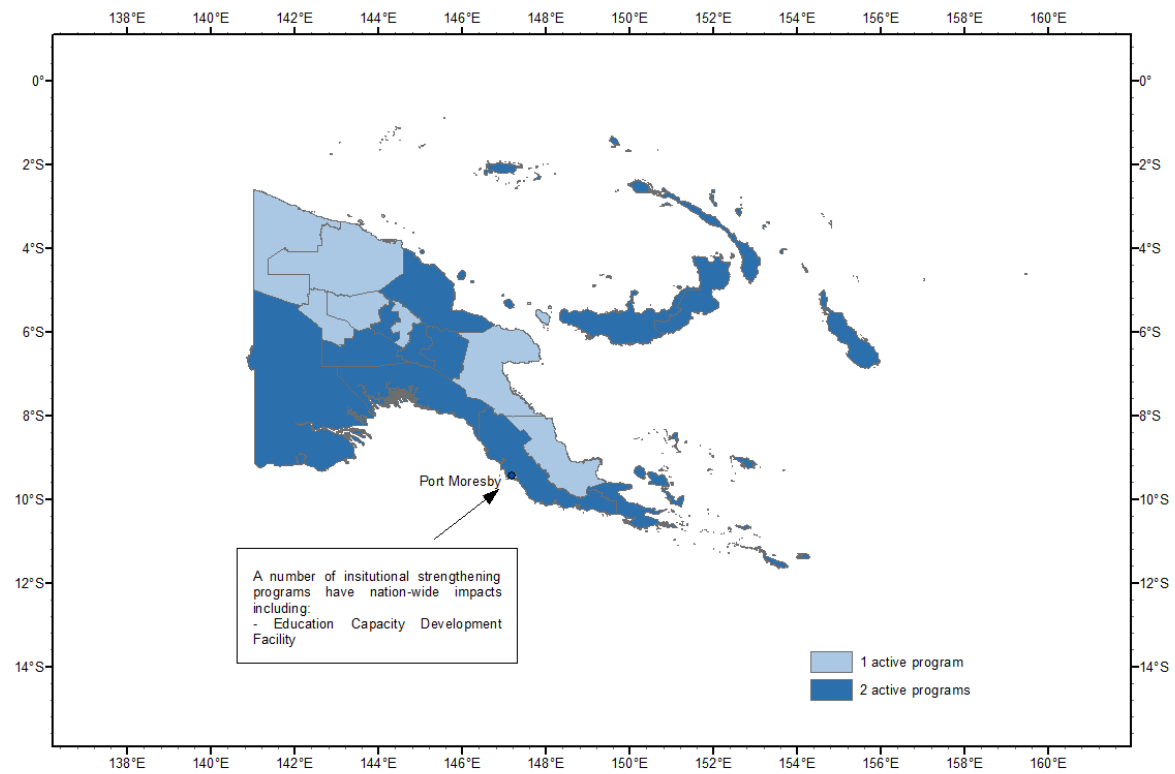 138°E 140°E 142°E 144°E 146°E 148°E 150°E 152°E 154°E 156°E 158°E 160°E
0° 0°
2°S 2°S
4°S 4°S
6°S 6°S
8°S 8°S
Port Moresby
10°S 10°S
A number of insitutional strengthening
programs have nation-wide impacts
including:
- Education Capacity Development
Facility
12°S 12°S
14°S 14°S
1 active program
2 active programs
138°E 140°E 142°E 144°E 146°E 148°E 150°E 152°E 154°E 156°E 158°E 160°E